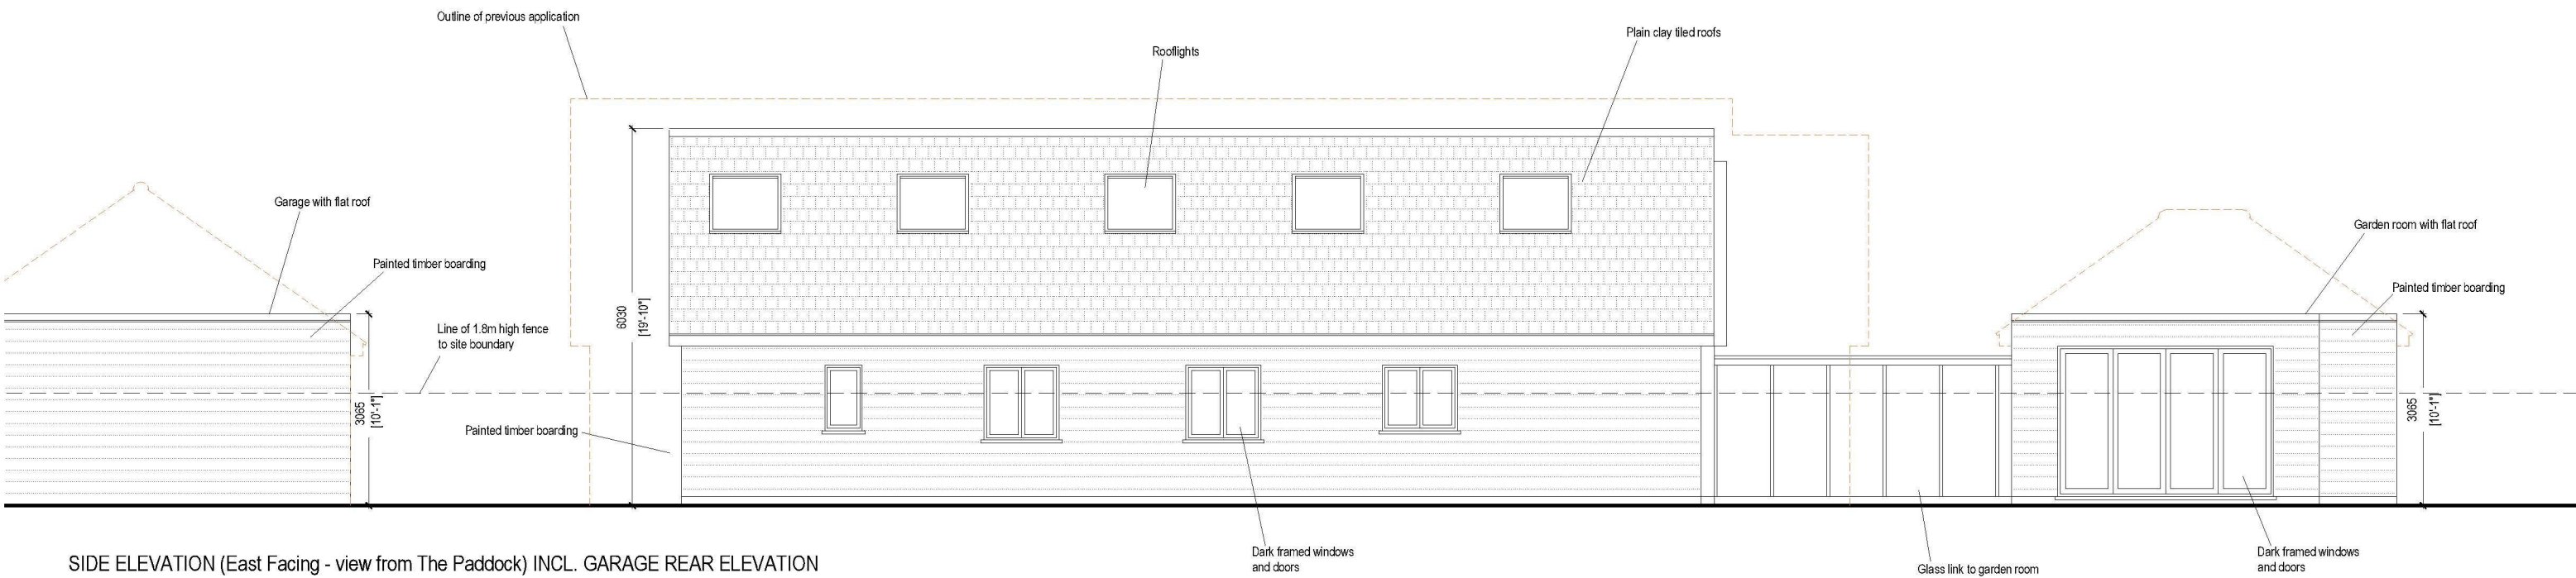 Outline of previous application
Rooflights
Plain clay tiled roofs
Garage with flat roof
Painted timber boarding
Line of 1.8m high fence
to site boundary
3065
[10'-1"]
6030
[19'-10"]
Painted timber boarding
Garden room with flat roof
Painted timber boarding
3065
[10'-1"]
Dark framed windows
and doors
Glass link to garden room
Dark framed windows
and doors
SIDE ELEVATION (East Facing - view from The Paddock) INCL. GARAGE REAR ELEVATION